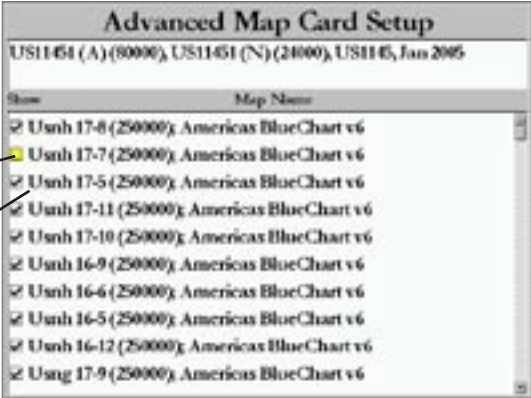 Advanced Map Card Setup
US11451 (A) (80000), US11451 (N) (24000), US1145, Jan 2005
Show Map Name
Usnh 17-8 (250000); Americas BlueChart v6
Usnh 17-7 (250000); Americas BlueChart v6
Usnh 17-5 (250000); Americas BlueChart v6
Usnh 17-11 (250000); Americas BlueChart v6
Usnh 17-10 (250000); Americas BlueChart v6
Usnh 16-9 (250000); Americas BlueChart v6
Usnh 16-6 (250000); Americas BlueChart v6
Usnh 16-5 (250000); Americas BlueChart v6
Usnh 16-12 (250000); Americas BlueChart v6
Usng 17-9 (250000); Americas BlueChart v6